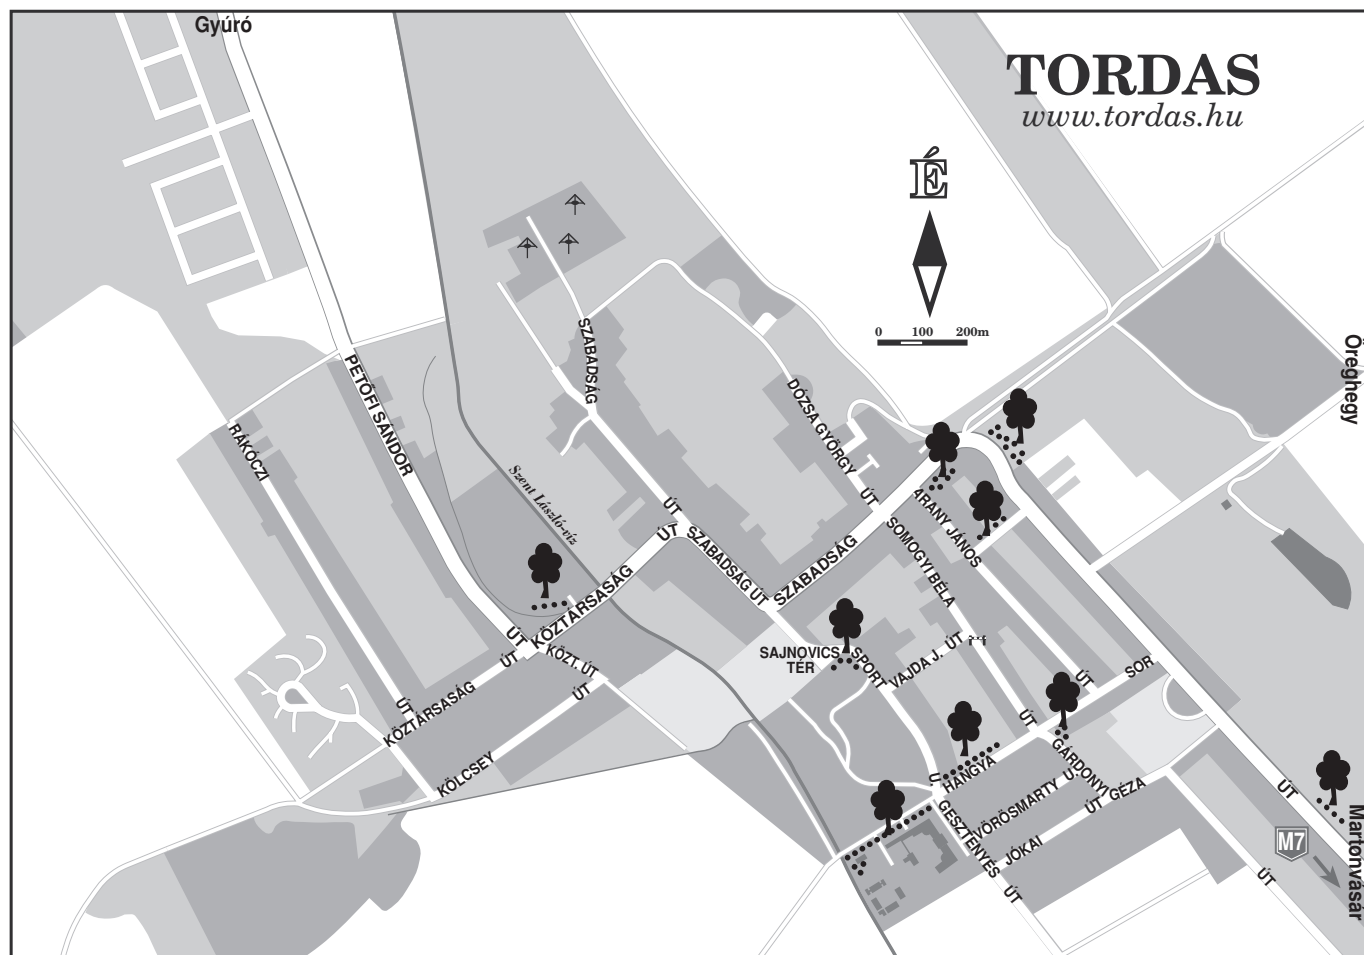 Gyúró
TORDAS
www.tordas.hu
É
0 100 200m
Öreghegy
SZABADSÁG
ÚT
PETŐFI SÁNDOR
ÚT
RÁKÓCZI
ÚT
DÓZSA GYÖRGY
ÚT
Szent László-víz
ARANY JÁNOS
ÚT
SOMOGYI BÉLA
ÚT
SZABADSÁG ÚT
SZABADSÁG
KÖZTÁRSASÁG
ÚT
KÖZT. ÚT
KÖZTÁRSASÁG
ÚT
KÖLCSEY
ÚT
SAJNOVICS
TÉR
SPORT
U.
VAJDA J. ÚT
HANGYA
SOR
GÁRDONYI GÉZA
ÚT
VÖRÖSMARTY U.
JÓKAI
ÚT
GESZTENYÉS
ÚT
ÚT
M7
Martonvásár